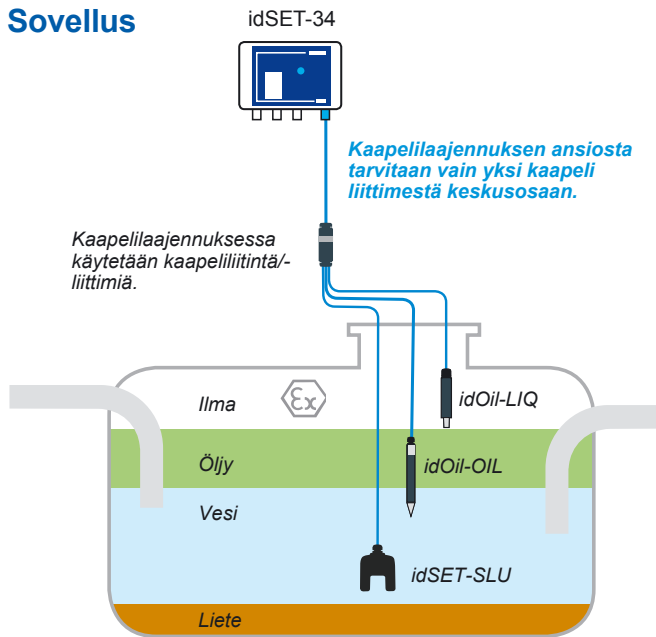 Sovellus
idSET-34
Kaapelilaajennuksen ansiosta
tarvitaan vain yksi kaapeli
liittimestä keskusosaan.
Kaapelilaajennuksessa
käytetään kaapeliliitintä/-
liittimiä.
Ilma
Ex
idOil-LIQ
Öljy
idOil-OIL
Vesi
idSET-SLU
Liete